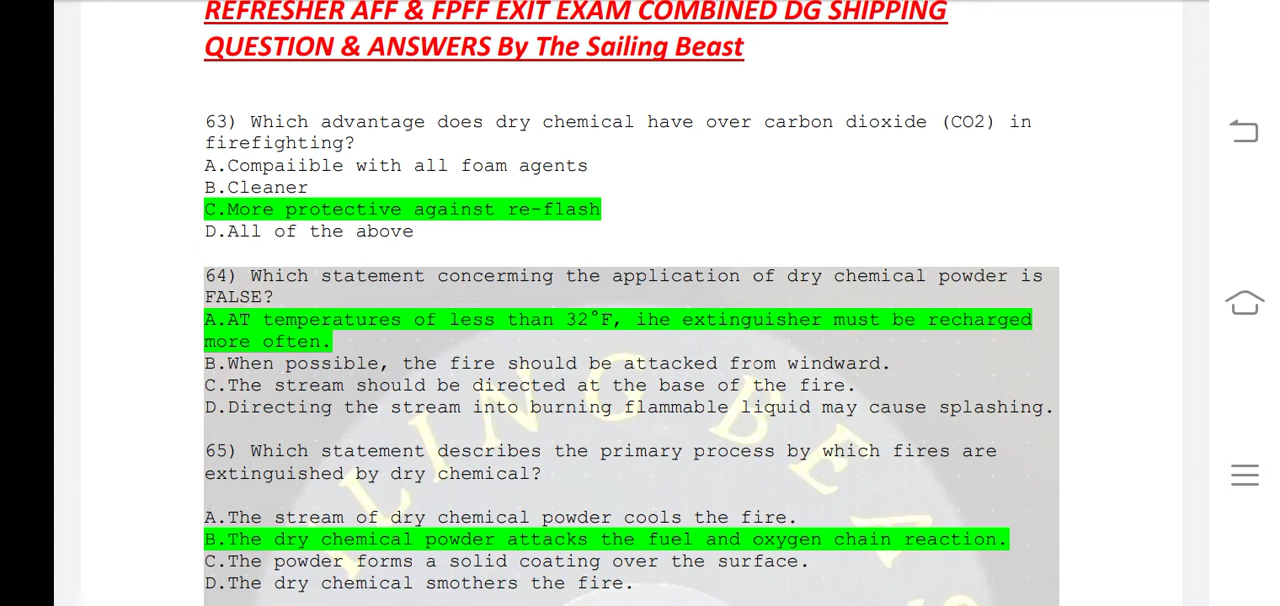 REFRESHER AFF & FPFF EXIT EXAM COMBINED DG SHIPPING
QUESTION & ANSWERS By The Sailing Beast
63) Which advantage does dry chemical have over carbon dioxide (CO2) in
firefighting?
A.Compaiible with all foam agents
B.Cleaner
C.More protective against re-flash
D.All of the above
64) Which statement concerming the application of dry chemical powder is
FALSE?
A.AT temperatures of less than 32°F, ihe extinguisher must be recharged
more often.
B.When possible, the fire should be attacked from windward.
C.The stream should be directed at the base of the fire.
D.Directing the stream into burning flammable liquid may cause splashing.
65) Which statement describes the primary process by which fires are
extinguished by dry chemical?
A.The stream of dry chemical powder cools the fire.
B.The dry chemical powder attacks the fuel and oxygen chain reaction.
C.The powder forms a solid coating over the surface.
D.The dry chemical smothers the fire.